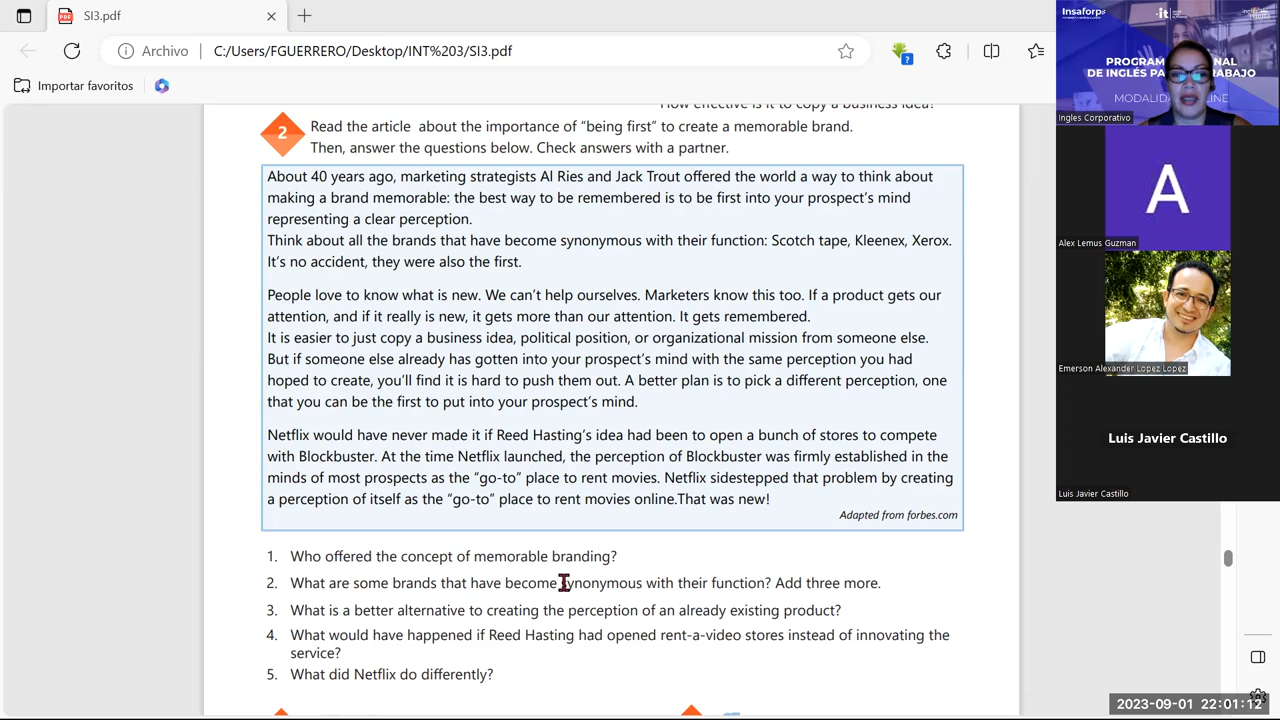 SI3.pdf
Archivo
C:/Users/FGUERRERO/Desktop/INT%203/SI3.pdf
Importar favoritos
How effective is it to copy a business idea?
2
Read the article about the importance of “being first” to create a memorable brand.
Then, answer the questions below. Check answers with a partner.
About 40 years ago, marketing strategists Al Ries and Jack Trout offered the world a way to think about
making a brand memorable: the best way to be remembered is to be first into your prospect’s mind
representing a clear perception.
Think about all the brands that have become synonymous with their function: Scotch tape, Kleenex, Xerox.
It’s no accident, they were also the first.
People love to know what is new. We can’t help ourselves. Marketers know this too. If a product gets our
attention, and if it really is new, it gets more than our attention. It gets remembered.
It is easier to just copy a business idea, political position, or organizational mission from someone else.
But if someone else already has gotten into your prospect’s mind with the same perception you had
hoped to create, you’ll find it is hard to push them out. A better plan is to pick a different perception, one
that you can be the first to put into your prospect’s mind.
Netflix would have never made it if Reed Hasting’s idea had been to open a bunch of stores to compete
with Blockbuster. At the time Netflix launched, the perception of Blockbuster was firmly established in the
minds of most prospects as the “go-to” place to rent movies. Netflix sidestepped that problem by creating
a perception of itself as the “go-to” place to rent movies online.That was new!
Adapted from forbes.com
1. Who offered the concept of memorable branding?
2. What are some brands that have become synonymous with their function? Add three more.
3. What is a better alternative to creating the perception of an already existing product?
4. What would have happened if Reed Hasting had opened rent-a-video stores instead of innovating the
service?
5. What did Netflix do differently?
Insaforp
it
PROGRAM NAL
DE INGLÉS PA RABAJO
MODALID LINE
Ingles Corporativo
A
Alex Lemus Guzman
Emerson Alexander Lopez Lopez
Luis Javier Castillo
Luis Javier Castillo
2023-09-01 22:01:12